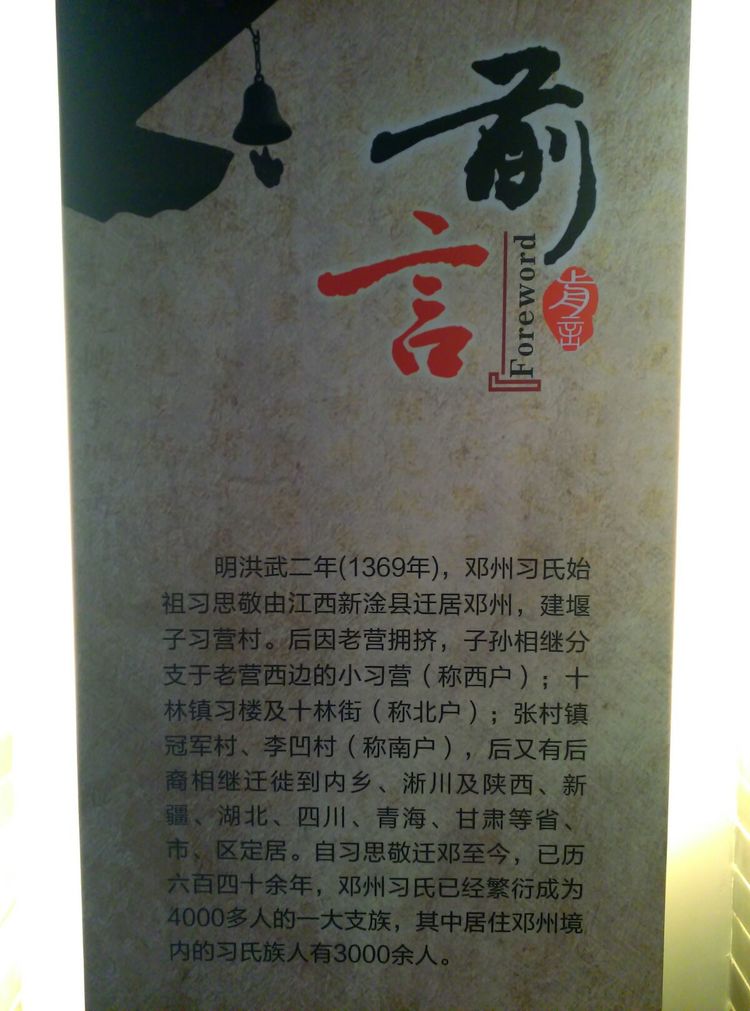 前言
Foreword
明洪武二年(1369年)，邓州习氏始
祖习思敬由江西新淦县迁居邓州，建堰
子习营村。后因老营拥挤，子孙相继分
支于老营西边的小习营（称西户）；十
林镇习楼及十林街（称北户）；张村镇
冠军村、李凹村（称南户），后又有后
裔相继迁徙到内乡、淅川及陕西、新
疆、湖北、四川、青海、甘肃等省、
市、区定居。自习思敬迁邓至今，已历
六百四十余年，邓州习氏已经繁衍成为
4000多人的一大支族，其中居住邓州境
内的习氏族人有3000余人。